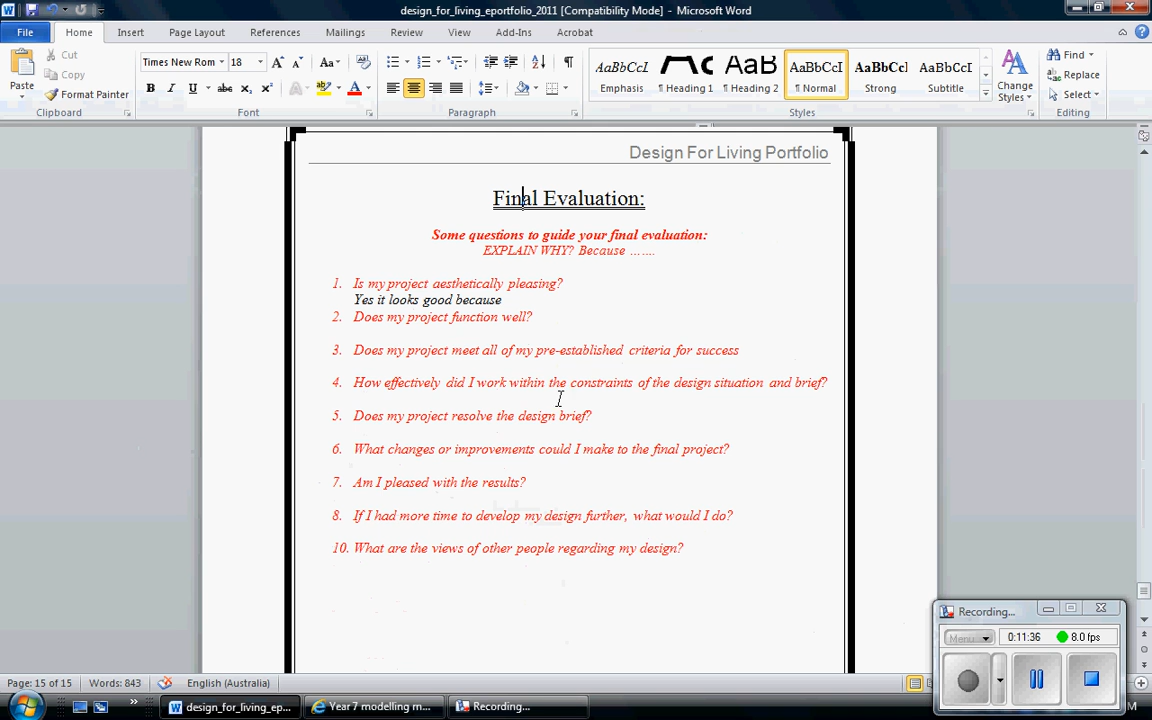 design_for_living_eportfolio_2011 [Compatibility Mode] - Microsoft Word
File Home Insert Page Layout References Mailings Review View Add-Ins Acrobat
Cut
Copy
Format Painter
Paste
Clipboard
Times New Rom 18
Font
Paragraph
AaBbCcI Emphasis
¶ Heading 1
AaB ¶ Heading 2
AaBbCcI ¶ Normal
AaBbCcI Strong
AaBbCcI Subtitle
Change Styles
Styles
Find
Replace
Select
Editing
Design For Living Portfolio
Final Evaluation:
Some questions to guide your final evaluation:
EXPLAIN WHY? Because …….
1. Is my project aesthetically pleasing?
Yes it looks good because
2. Does my project function well?
3. Does my project meet all of my pre-established criteria for success
4. How effectively did I work within the constraints of the design situation and brief?
5. Does my project resolve the design brief?
6. What changes or improvements could I make to the final project?
7. Am I pleased with the results?
8. If I had more time to develop my design further, what would I do?
10. What are the views of other people regarding my design?
Recording...
Menu 0:11:36 8.0 fps
Page: 15 of 15 Words: 843 English (Australia)
design_for_living_ep... Year 7 modelling m... Recording...